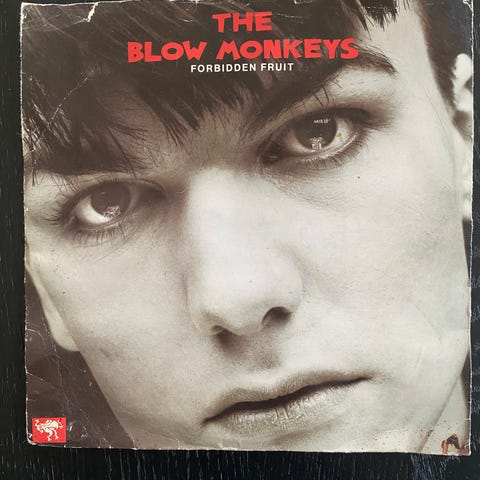 THE
BLOW MONKEYS
FORBIDDEN FRUIT